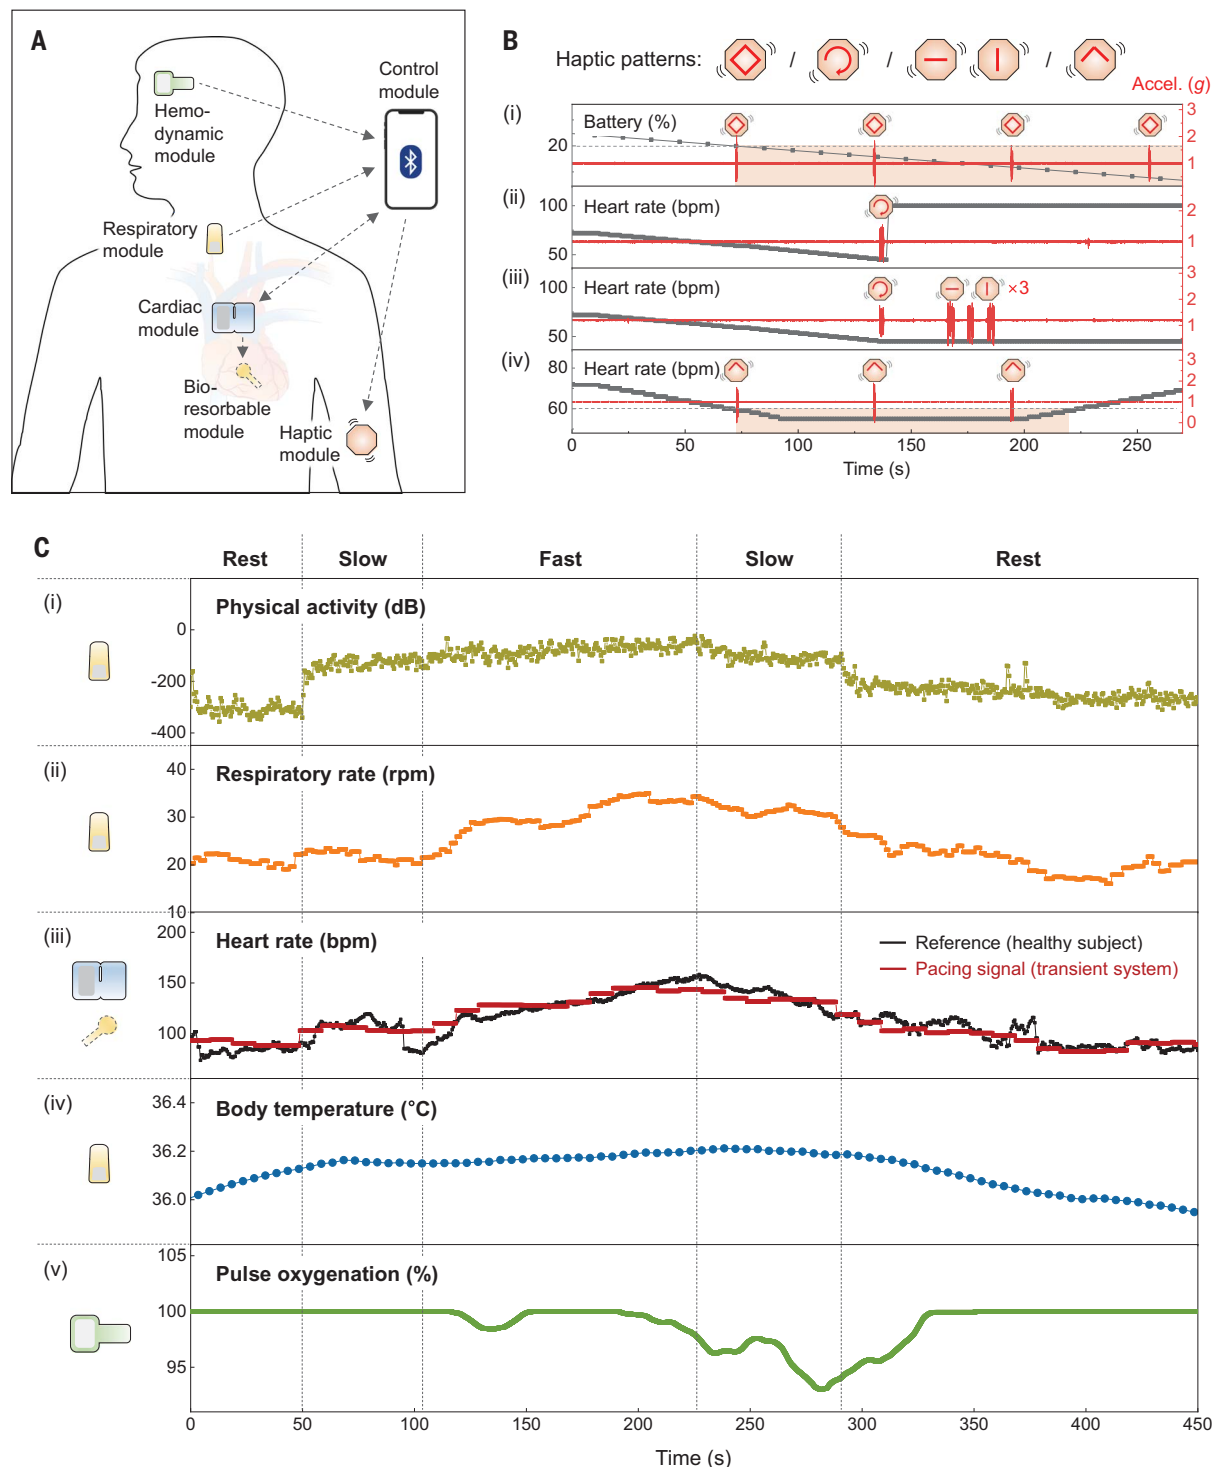 A
Control
module
Hemo-
dynamic
module
Respiratory
module
Cardiac
module
Bio-
resorbable
module
Haptic
module
B
Haptic patterns: / / /
Accel. (g)
(i)
Battery (%)
20
3
2
1
(ii)
Heart rate (bpm)
100
50
2
1
(iii)
Heart rate (bpm)
×3
100
50
3
2
1
(iv)
Heart rate (bpm)
80
60
3
2
1
0
0 50 100 150 200 250
Time (s)
C
Rest Slow Fast Slow Rest
(i)
Physical activity (dB)
0
-200
-400
(ii)
Respiratory rate (rpm)
40
30
20
10
(iii)
Heart rate (bpm)
200
150
100
Reference (healthy subject)
Pacing signal (transient system)
(iv)
Body temperature (°C)
36.4
36.2
36.0
(v)
Pulse oxygenation (%)
105
100
95
0 50 100 150 200 250 300 350 400 450
Time (s)